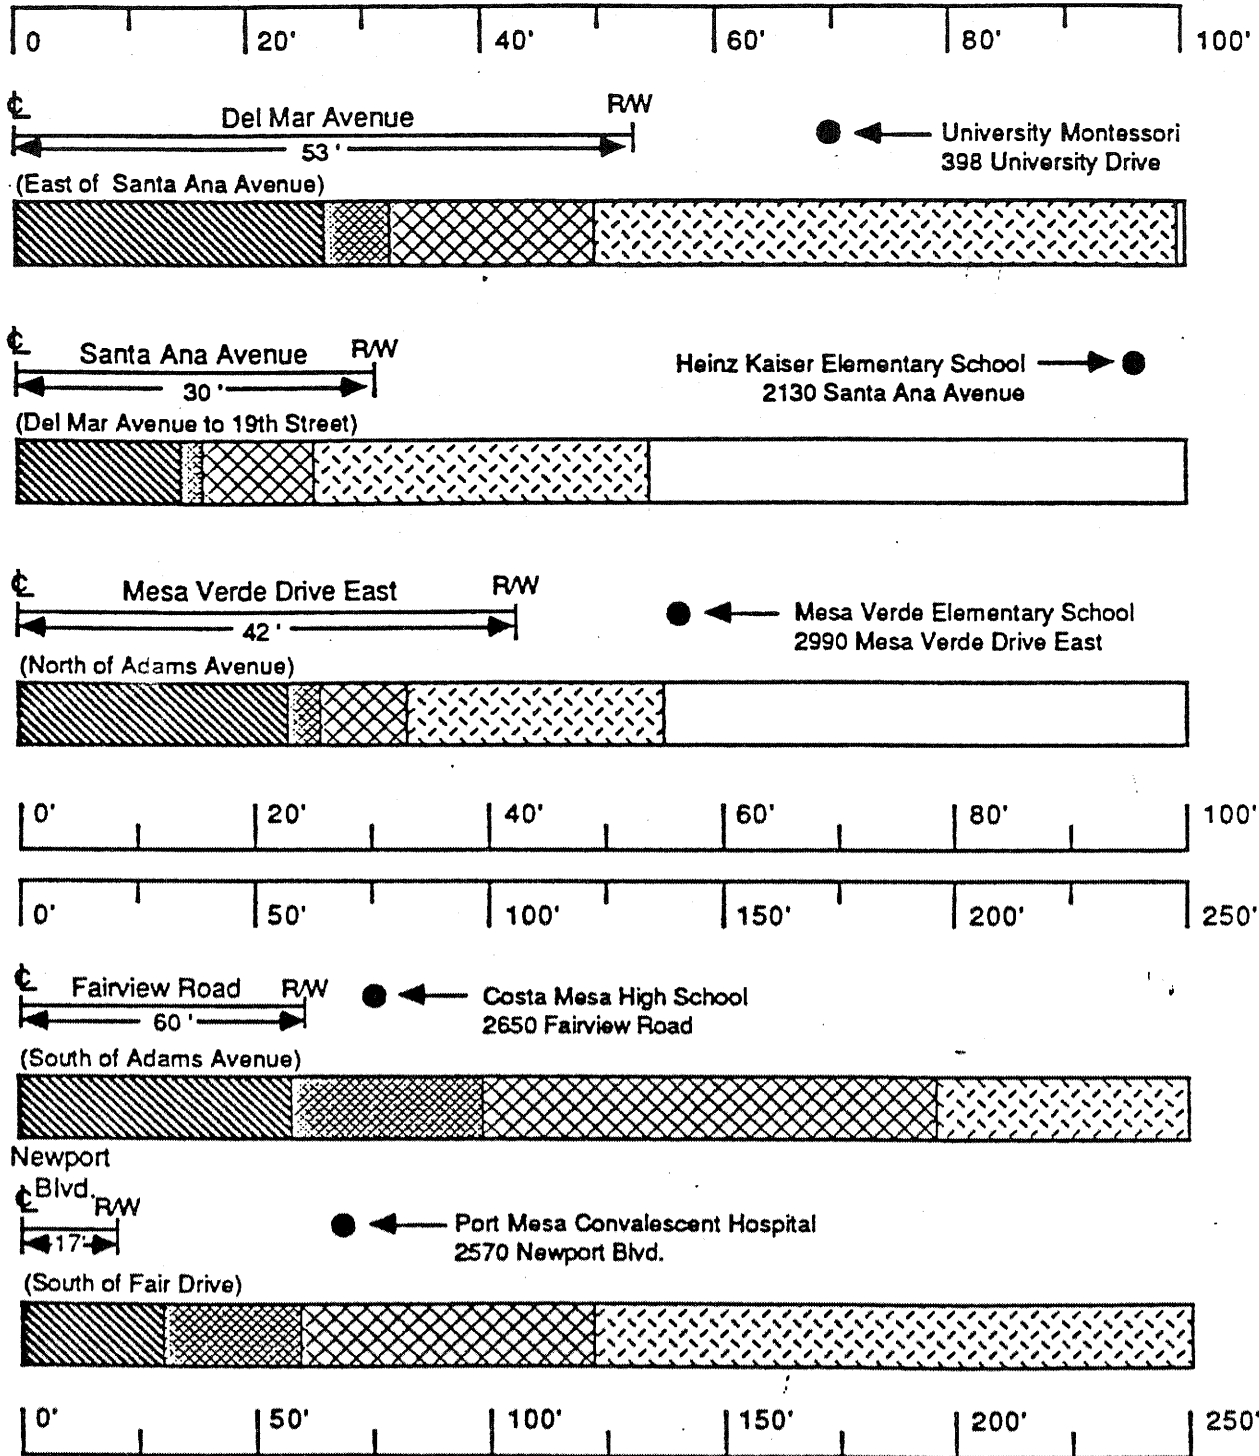 0 20' 40' 60' 80' 100'
℄ Del Mar Avenue R/W
53'
University Montessori
398 University Drive
(East of Santa Ana Avenue)
℄ Santa Ana Avenue R/W
30'
Heinz Kaiser Elementary School
2130 Santa Ana Avenue
(Del Mar Avenue to 19th Street)
℄ Mesa Verde Drive East R/W
42'
Mesa Verde Elementary School
2990 Mesa Verde Drive East
(North of Adams Avenue)
0' 20' 40' 60' 80' 100'
0' 50' 100' 150' 200' 250'
℄ Fairview Road R/W
60'
Costa Mesa High School
2650 Fairview Road
(South of Adams Avenue)
Newport
℄ Blvd. R/W
17'
Port Mesa Convalescent Hospital
2570 Newport Blvd.
(South of Fair Drive)
0' 50' 100' 150' 200' 250'